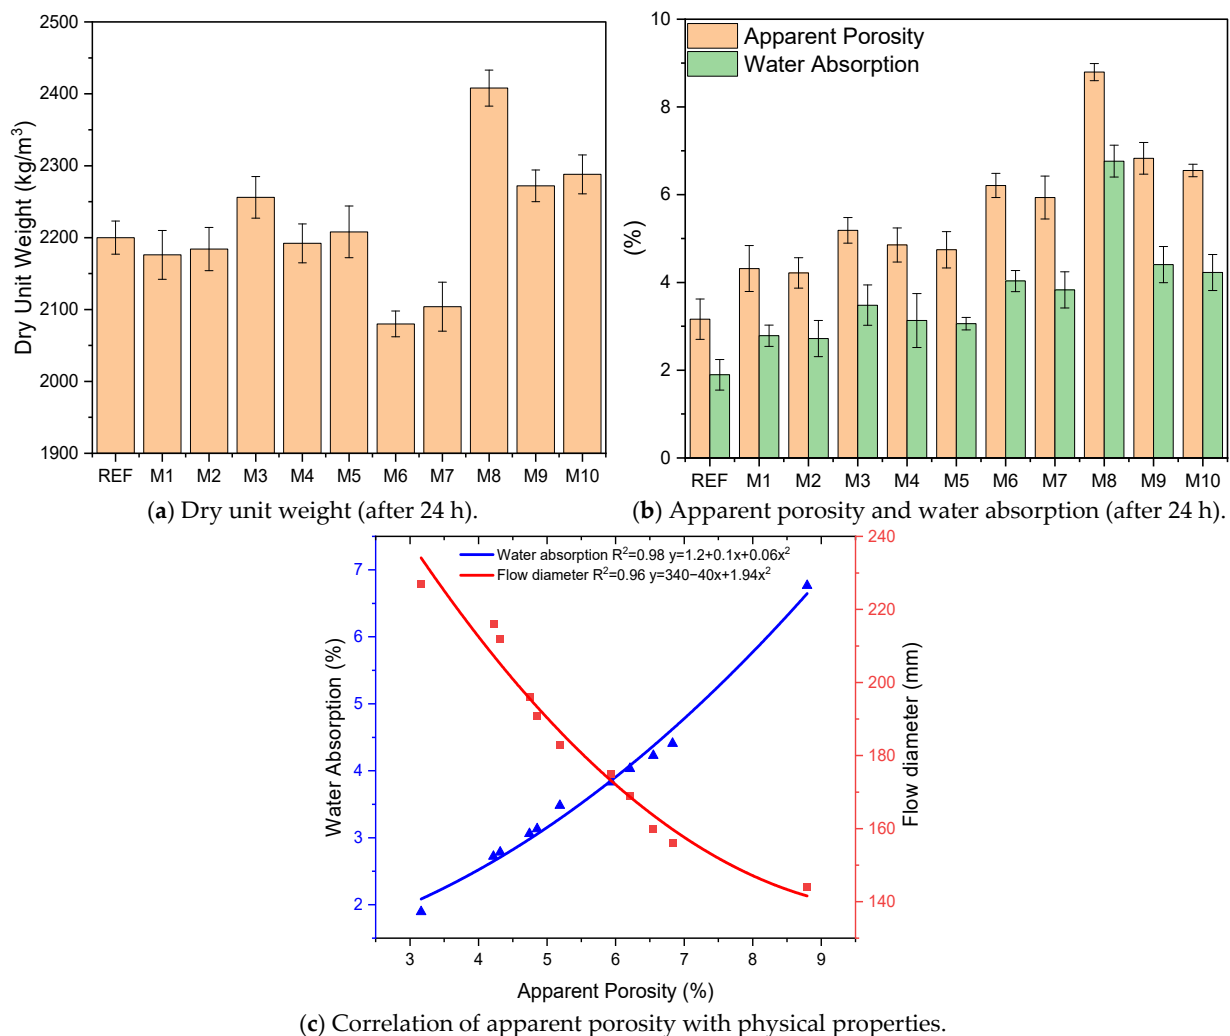 2500
2400
2300
2200
2100
2000
1900
Dry Unit Weight (kg/m³)
REF M1 M2 M3 M4 M5 M6 M7 M8 M9 M10
(a) Dry unit weight (after 24 h).
10
8
6
4
2
0
(%)
Apparent Porosity
Water Absorption
REF M1 M2 M3 M4 M5 M6 M7 M8 M9 M10
(b) Apparent porosity and water absorption (after 24 h).
7
6
5
4
3
2
Water Absorption (%)
Water absorption R²=0.98 y=1.2+0.1x+0.06x²
Flow diameter R²=0.96 y=340−40x+1.94x²
240
220
200
180
160
140
Flow diameter (mm)
3 4 5 6 7 8 9
Apparent Porosity (%)
(c) Correlation of apparent porosity with physical properties.